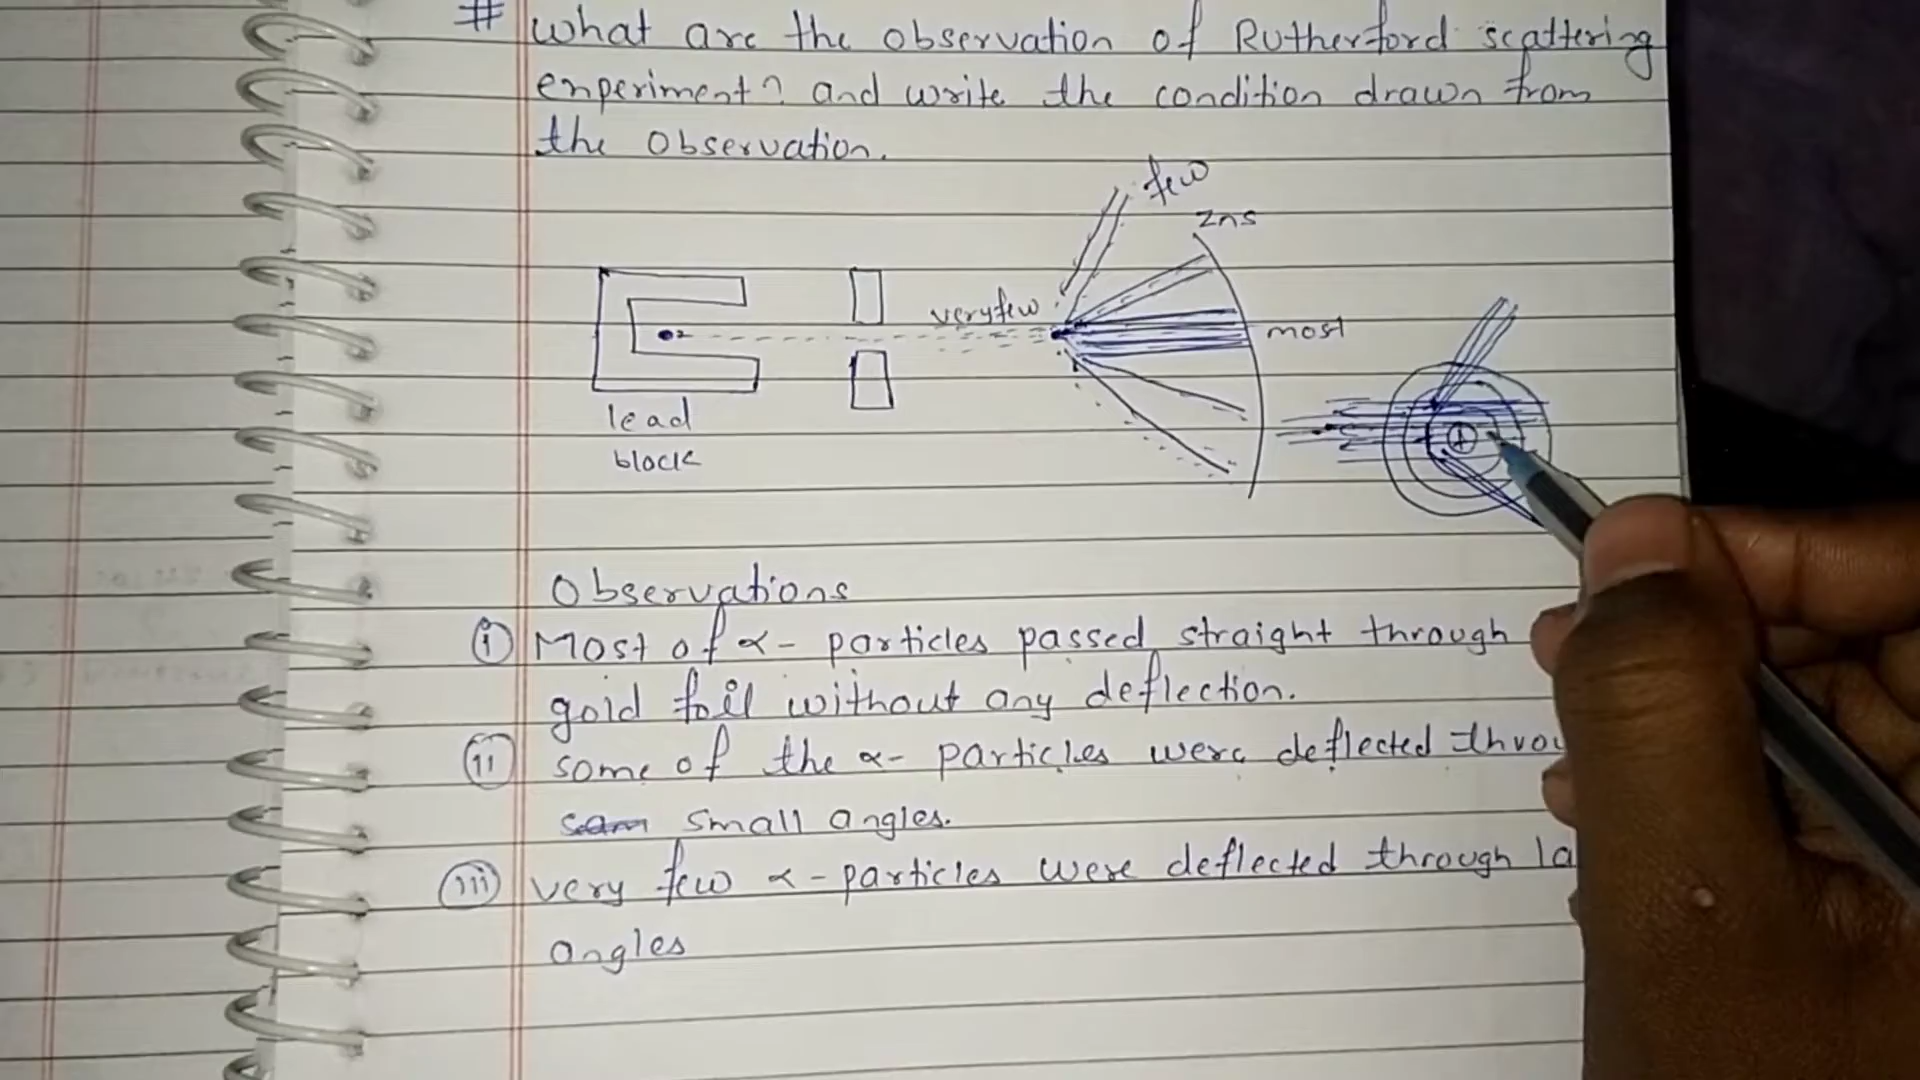 # What are the observation of Rutherford scattering
experiment? and write the condition drawn from
the observation.
few
zns
very few
most
lead
block
Observations
(i) Most of α- particles passed straight through
gold foil without any deflection.
(ii) some of the α- particles were deflected throu
small angles.
(iii) very few α-particles were deflected through la
angles